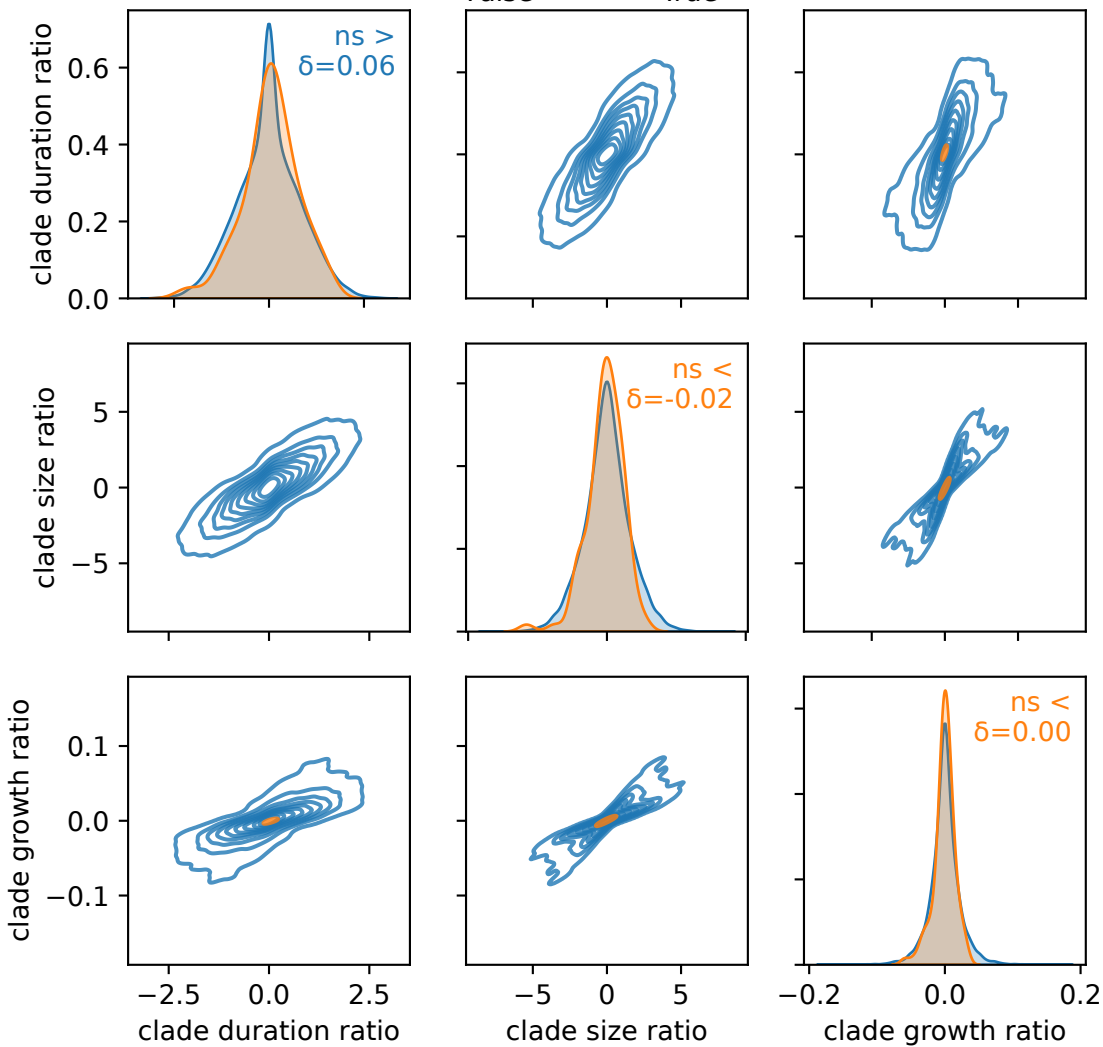 clade duration ratio
0.6
0.4
0.2
0.0
ns >
δ=0.06
clade size ratio
5
0
−5
ns <
δ=-0.02
clade growth ratio
0.1
0.0
−0.1
ns <
δ=0.00
−2.5
0.0
2.5
−5
0
5
−0.2
0.0
0.2
clade duration ratio
clade size ratio
clade growth ratio